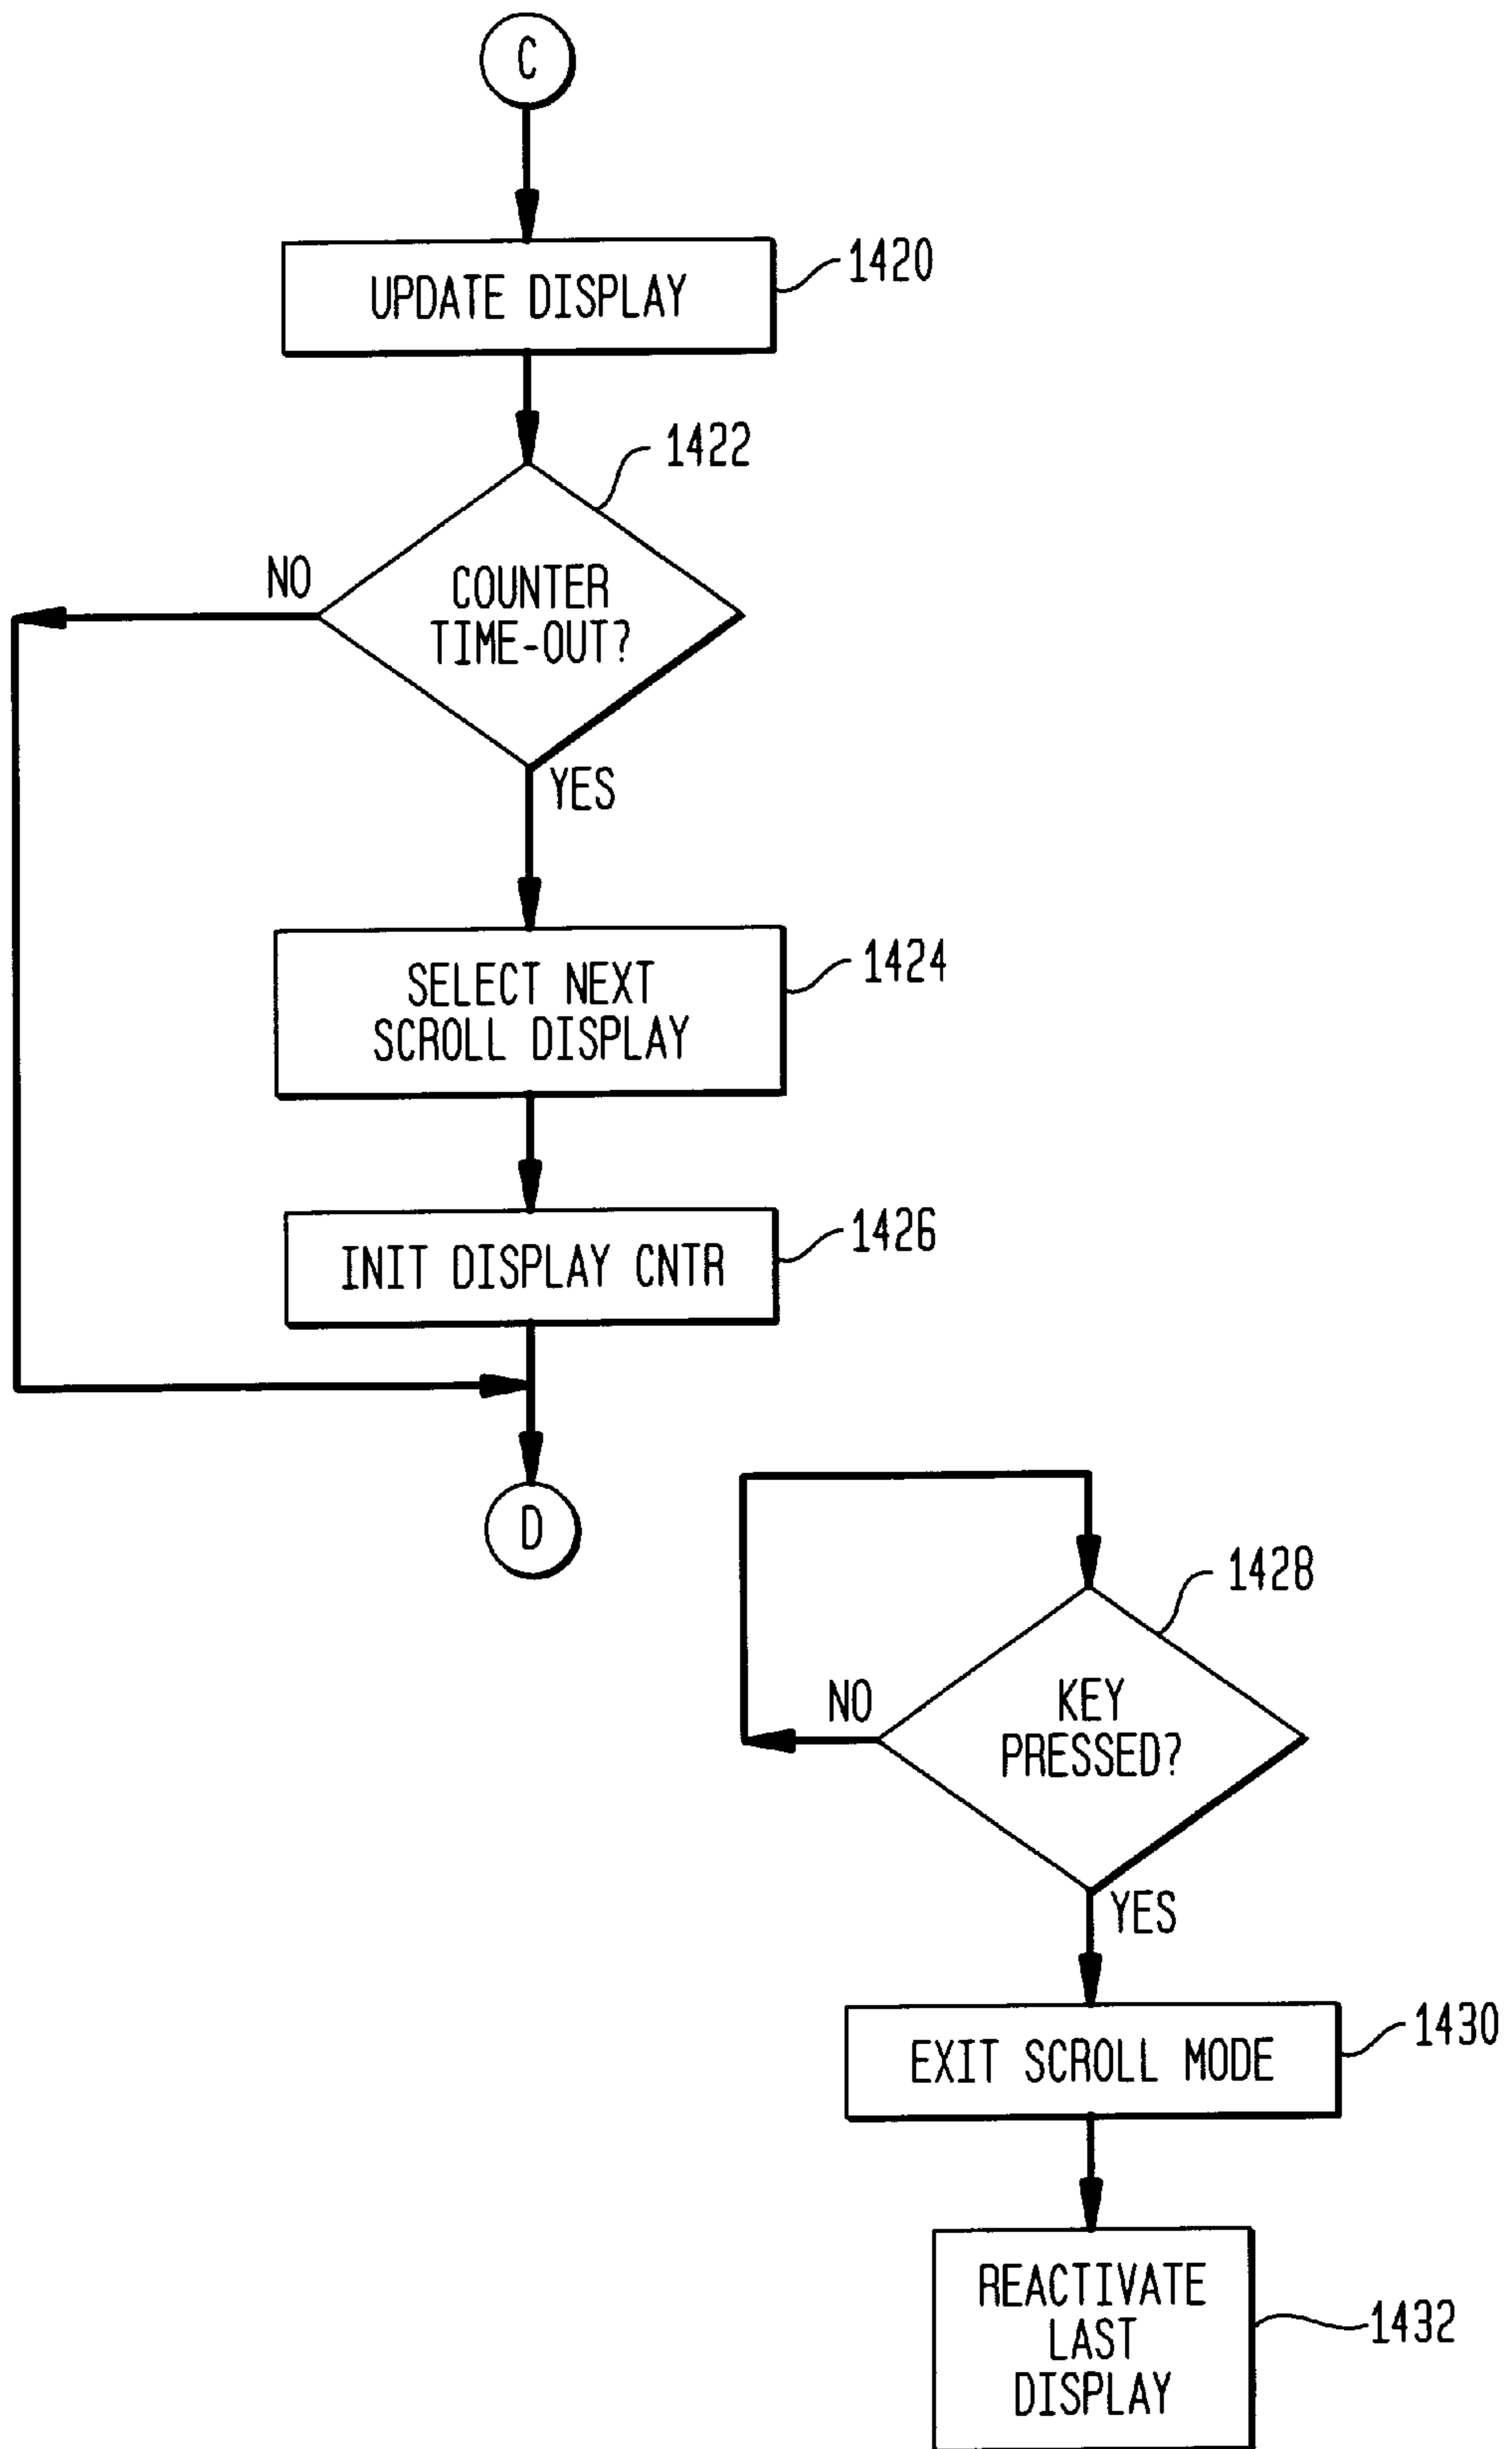 C
UPDATE DISPLAY
1420
1422
NO
COUNTER
TIME-OUT?
YES
SELECT NEXT
SCROLL DISPLAY
1424
INIT DISPLAY CNTR
1426
D
1428
NO
KEY
PRESSED?
YES
EXIT SCROLL MODE
1430
REACTIVATE
LAST
DISPLAY
1432